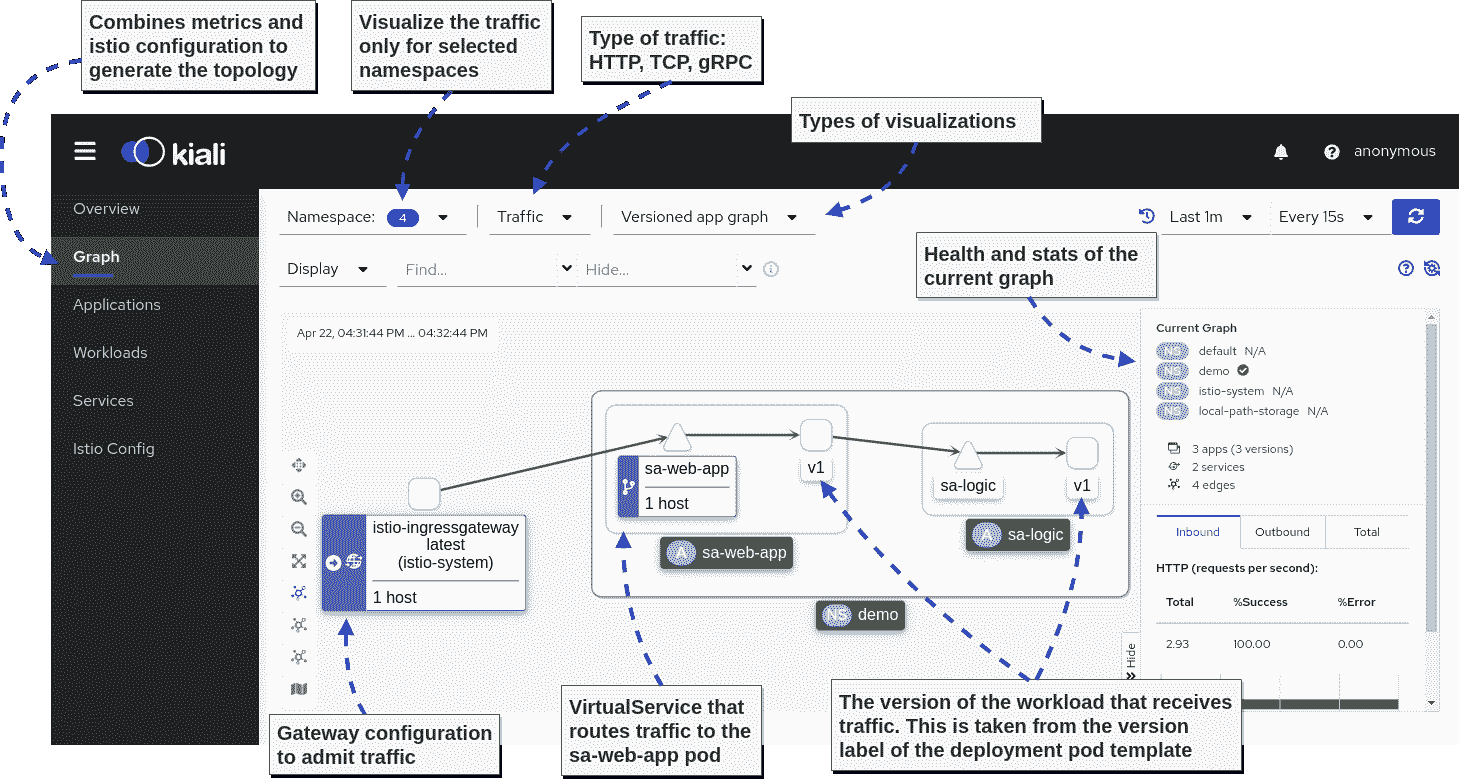 Combines metrics and
istio configuration to
generate the topology
Visualize the traffic
only for selected
namespaces
Type of traffic:
HTTP, TCP, gRPC
Types of visualizations
kiali
anonymous
Overview
Graph
Applications
Workloads
Services
Istio Config
Namespace: 4
Traffic
Versioned app graph
Last 1m
Every 15s
Display
Find...
Hide...
Health and stats of the
current graph
Apr 22, 04:31:44 PM ... 04:32:44 PM
Current Graph
NS default N/A
NS demo
NS istio-system N/A
NS local-path-storage N/A
3 apps (3 versions)
2 services
4 edges
Inbound
Outbound
Total
HTTP (requests per second):
Total %Success %Error
2.93 100.00 0.00
Hide
sa-web-app
1 host
v1
A sa-web-app
sa-logic
v1
A sa-logic
NS demo
istio-ingressgateway
latest
(istio-system)
1 host
Gateway configuration
to admit traffic
VirtualService that
routes traffic to the
sa-web-app pod
The version of the workload that receives
traffic. This is taken from the version
label of the deployment pod template